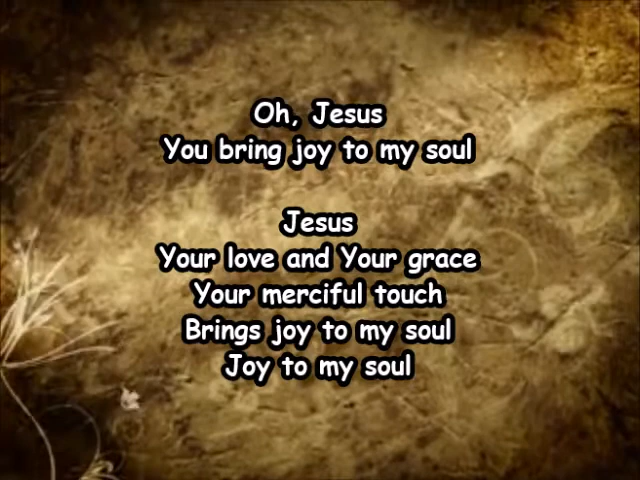 Oh, Jesus
You bring joy to my soul
Jesus
Your love and Your grace
Your merciful touch
Brings joy to my soul
Joy to my soul